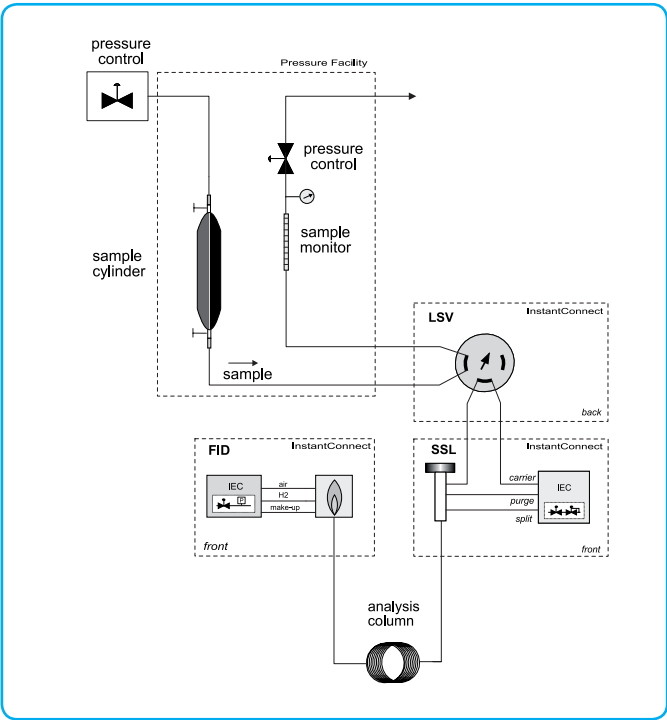 pressure
control
Pressure Facility
pressure
control
sample
cylinder
sample
monitor
sample
LSV
InstantConnect
back
FID
InstantConnect
IEC
P
air
H2
make-up
front
SSL
InstantConnect
carrier
purge
split
IEC
front
analysis
column